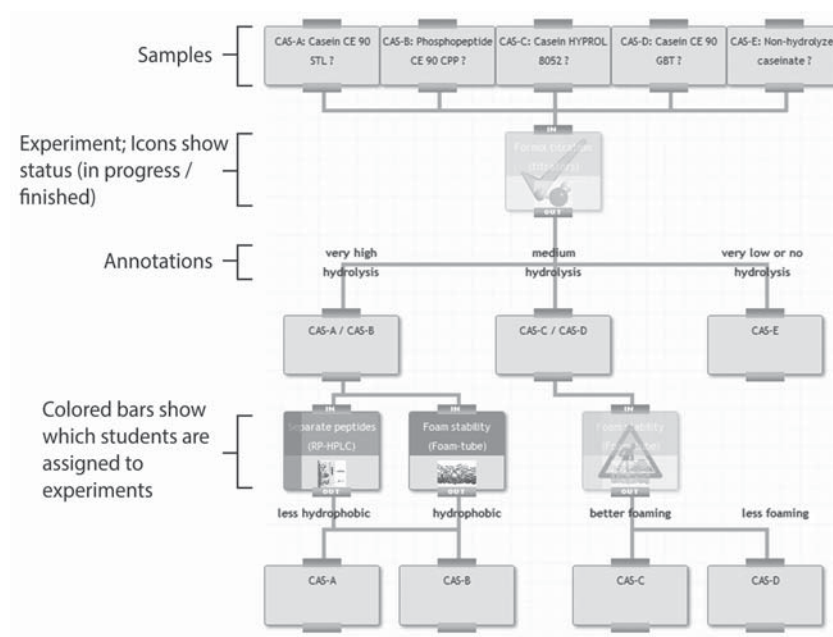 Samples
CAS-A: Casein CE 90
STL ?
CAS-B: Phosphopeptide
CE 90 CPP ?
CAS-C: Casein HYPROL
8052 ?
CAS-D: Casein CE 90
GBT ?
CAS-E: Non-hydrolyze
caseinate ?
Experiment; Icons show
status (in progress /
finished)
IN
OUT
Annotations
very high
hydrolysis
medium
hydrolysis
very low or no
hydrolysis
CAS-A / CAS-B
CAS-C / CAS-D
CAS-E
Colored bars show
which students are
assigned to
experiments
IN
Separate peptides
(RP-HPLC)
OUT
IN
Foam stability
(Foam-tube)
OUT
IN
OUT
less hydrophobic
hydrophobic
better foaming
less foaming
CAS-A
CAS-B
CAS-C
CAS-D